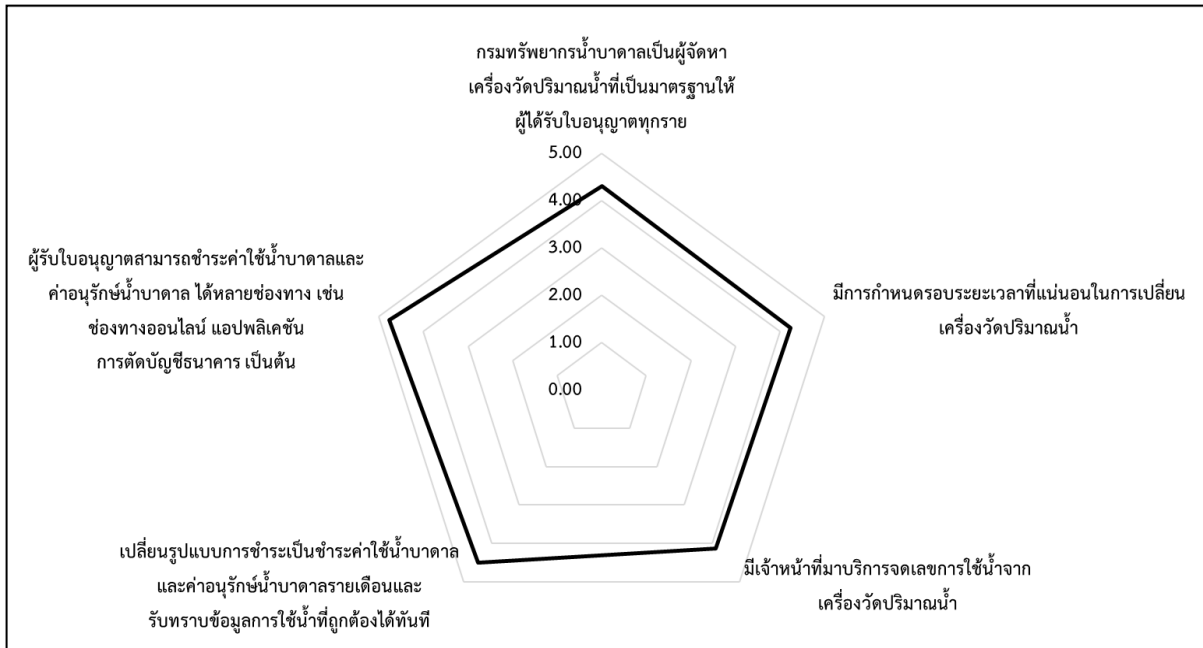 กรมทรัพยากรน้ำบาดาลเป็นผู้จัดหา
เครื่องวัดปริมาณน้ำที่เป็นมาตรฐานให้
ผู้ได้รับใบอนุญาตทุกราย
5.00
4.00
3.00
2.00
1.00
0.00
มีการกำหนดรอบระยะเวลาที่แน่นอนในการเปลี่ยน
เครื่องวัดปริมาณน้ำ
มีเจ้าหน้าที่มาบริการจดเลขการใช้น้ำจาก
เครื่องวัดปริมาณน้ำ
เปลี่ยนรูปแบบการชำระเป็นชำระค่าใช้น้ำบาดาล
และค่าอนุรักษ์น้ำบาดาลรายเดือนและ
รับทราบข้อมูลการใช้น้ำที่ถูกต้องได้ทันที
ผู้รับใบอนุญาตสามารถชำระค่าใช้น้ำบาดาลและ
ค่าอนุรักษ์น้ำบาดาล ได้หลายช่องทาง เช่น
ช่องทางออนไลน์ แอปพลิเคชัน
การตัดบัญชีธนาคาร เป็นต้น